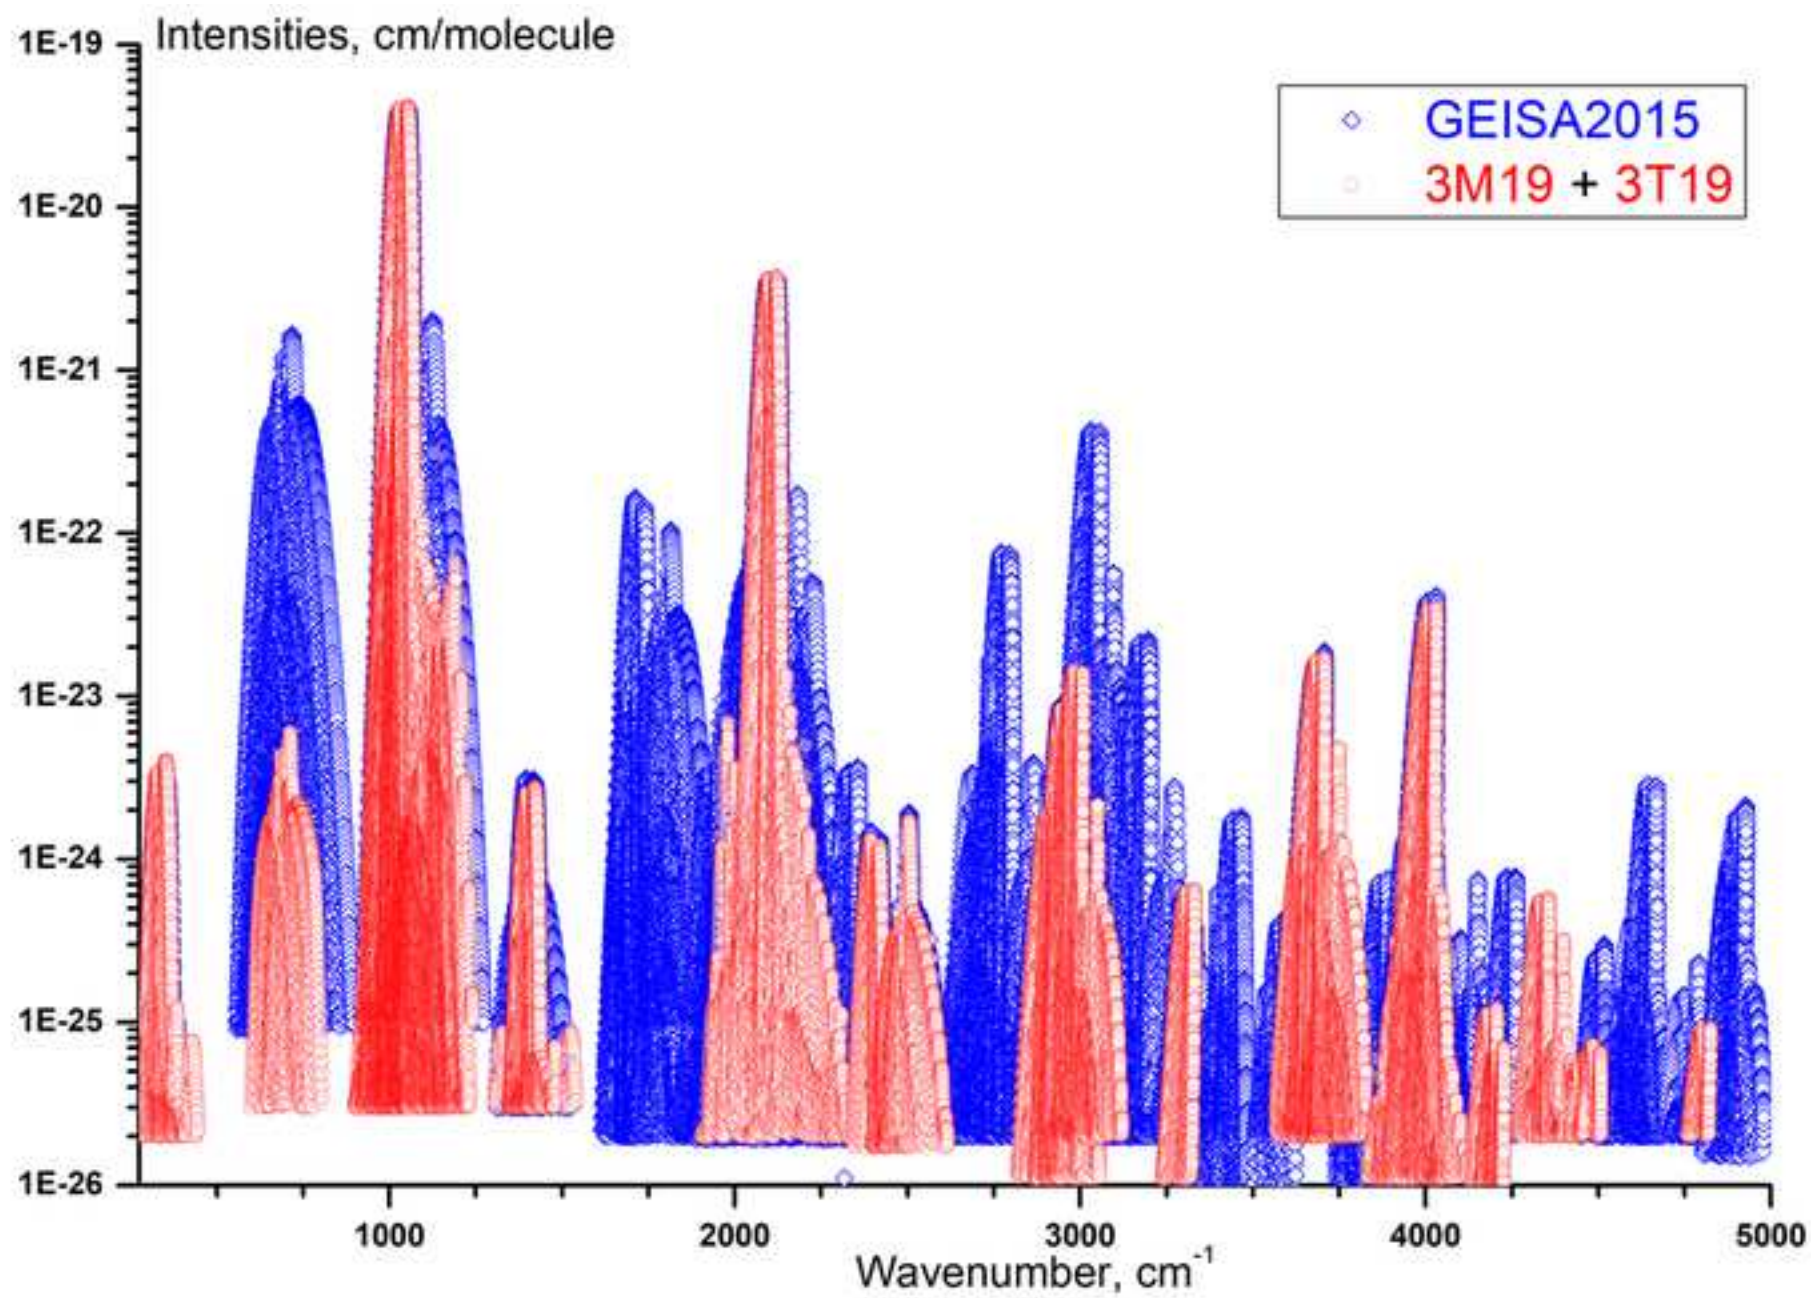 Intensities, cm/molecule
1E-19
1E-20
1E-21
1E-22
1E-23
1E-24
1E-25
1E-26
GEISA2015
3M19 + 3T19
1000 2000 3000 4000 5000
Wavenumber, cm⁻¹